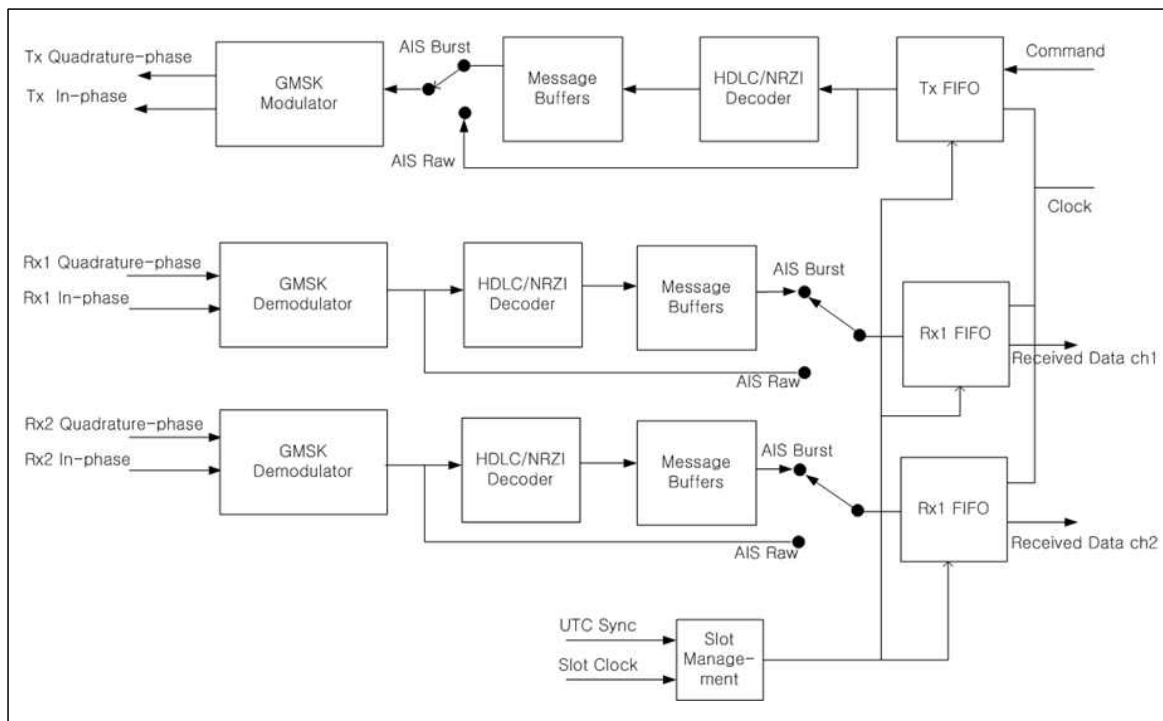 Tx Quadrature-phase
Tx In-phase
GMSK
Modulator
AIS Burst
AIS Raw
Message
Buffers
HDLC/NRZI
Decoder
Tx FIFO
Command
Clock
Rx1 Quadrature-phase
Rx1 In-phase
GMSK
Demodulator
HDLC/NRZI
Decoder
Message
Buffers
AIS Burst
AIS Raw
Rx1 FIFO
Received Data ch1
Rx2 Quadrature-phase
Rx2 In-phase
GMSK
Demodulator
HDLC/NRZI
Decoder
Message
Buffers
AIS Burst
AIS Raw
Rx1 FIFO
Received Data ch2
UTC Sync
Slot Clock
Slot
Manage-
ment